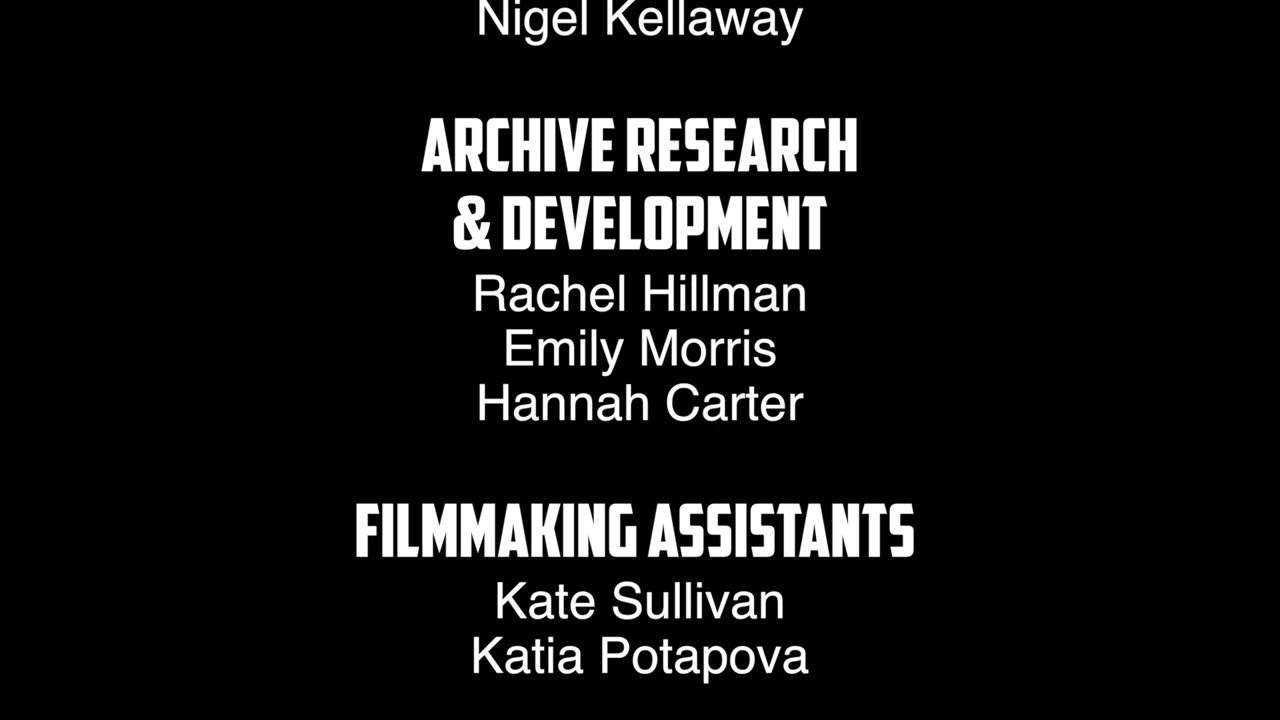 Nigel Kellaway
ARCHIVE RESEARCH
& DEVELOPMENT
Rachel Hillman
Emily Morris
Hannah Carter
FILMMAKING ASSISTANTS
Kate Sullivan
Katia Potapova